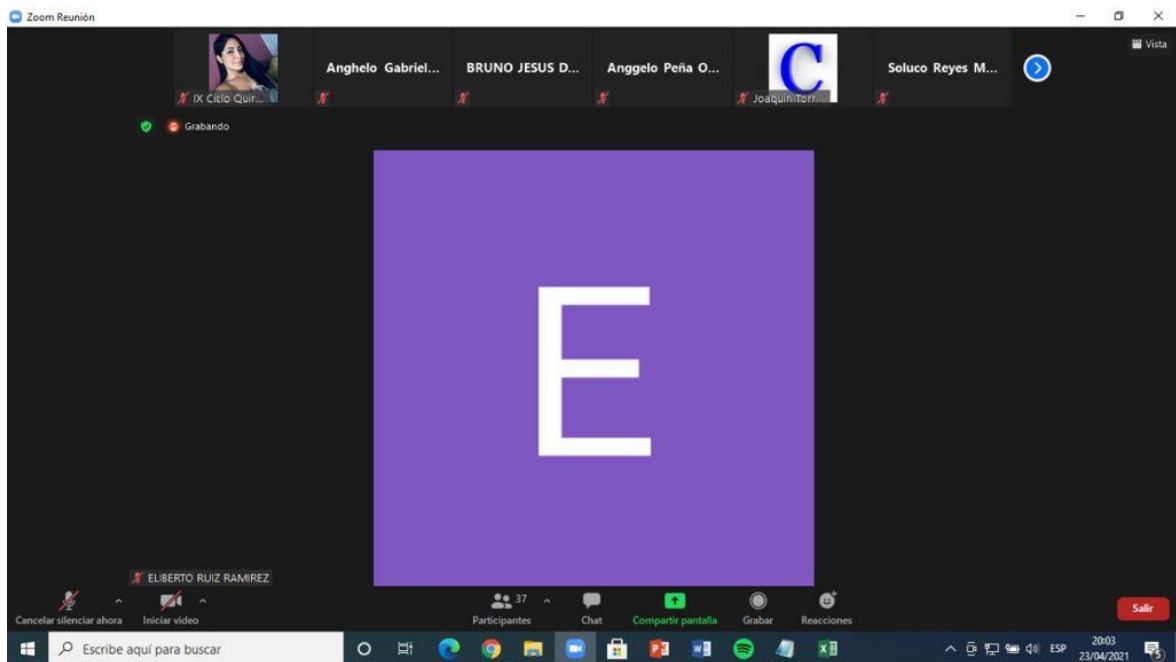 Zoom Reunión
Vista
IX Ciclo Quir...
Anghelo Gabriel...
BRUNO JESUS D...
Anggelo Peña O...
C
Joaquin Torr...
Soluco Reyes M...
Grabando
E
ELIBERTO RUIZ RAMIREZ
Cancelar silenciar ahora
Iniciar video
37
Participantes
Chat
Compartir pantalla
Grabar
Reacciones
Salir
Escribe aquí para buscar
ESP
20:03
23/04/2021
5